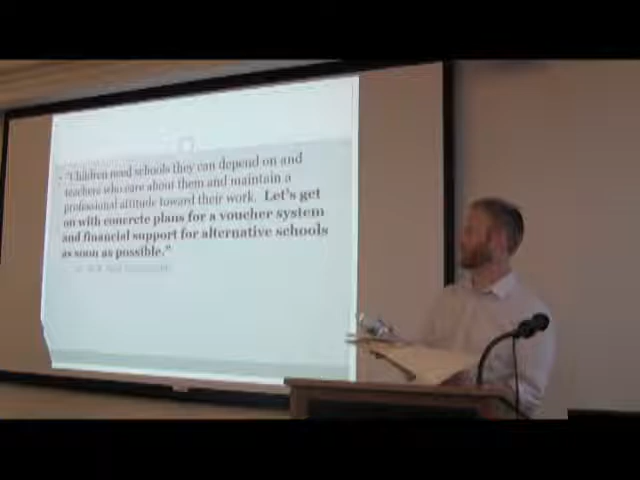 "Children need schools they can depend on and
teachers who care about them and maintain a
professional attitude toward their work. Let's get
on with concrete plans for a voucher system
and financial support for alternative schools
as soon as possible."